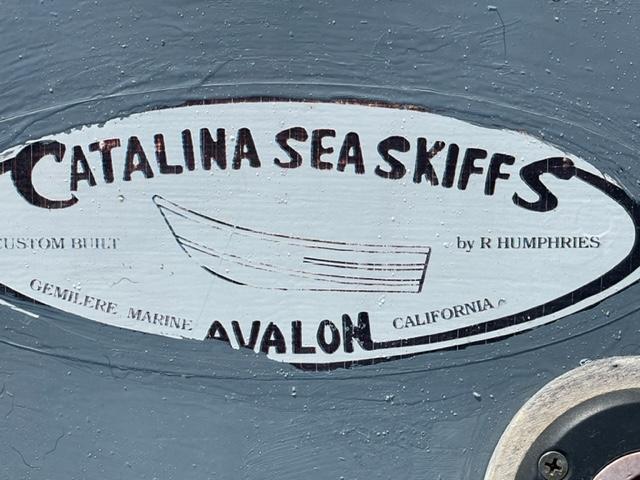 CATALINA SEA SKIFFS
CUSTOM BUILT
by R HUMPHRIES
GEMILERE MARINE
AVALON
CALIFORNIA